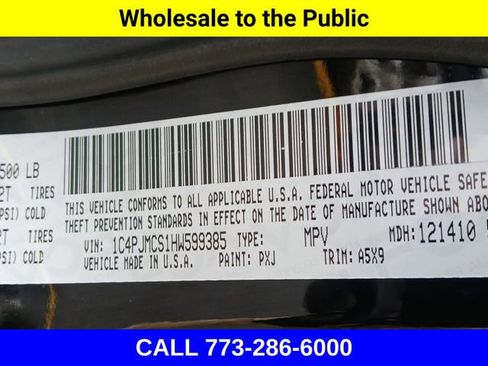 Wholesale to the Public
500 LB
2T TIRES
PSI) COLD
2T TIRES
PSI) COLD
THIS VEHICLE CONFORMS TO ALL APPLICABLE U.S.A. FEDERAL MOTOR VEHICLE SAFE
THEFT PREVENTION STANDARDS IN EFFECT ON THE DATE OF MANUFACTURE SHOWN ABO
VIN: 1C4PJMCS1HW599385 TYPE: MPV MDH: 121410
VEHICLE MADE IN U.S.A. PAINT: PXJ TRIM: A5X9
CALL 773-286-6000